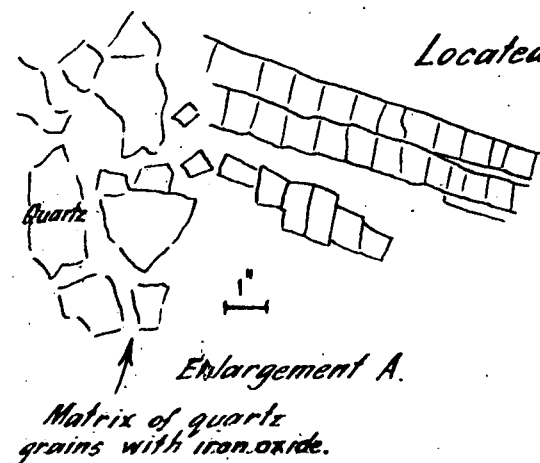 Located
Quartz
1"
Enlargement A.
Matrix of quartz
grains with iron oxide.